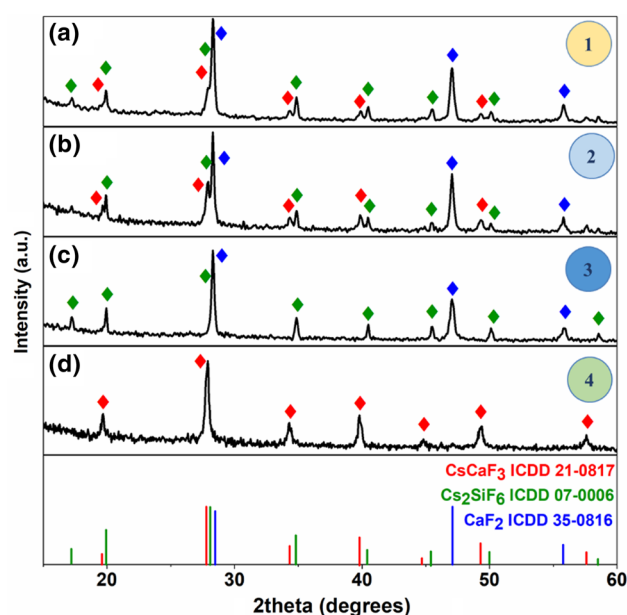 (a)
1
(b)
2
(c)
3
(d)
4
CsCaF₃ ICDD 21-0817
Cs₂SiF₆ ICDD 07-0006
CaF₂ ICDD 35-0816
Intensity (a.u.)
20 30 40 50 60
2theta (degrees)